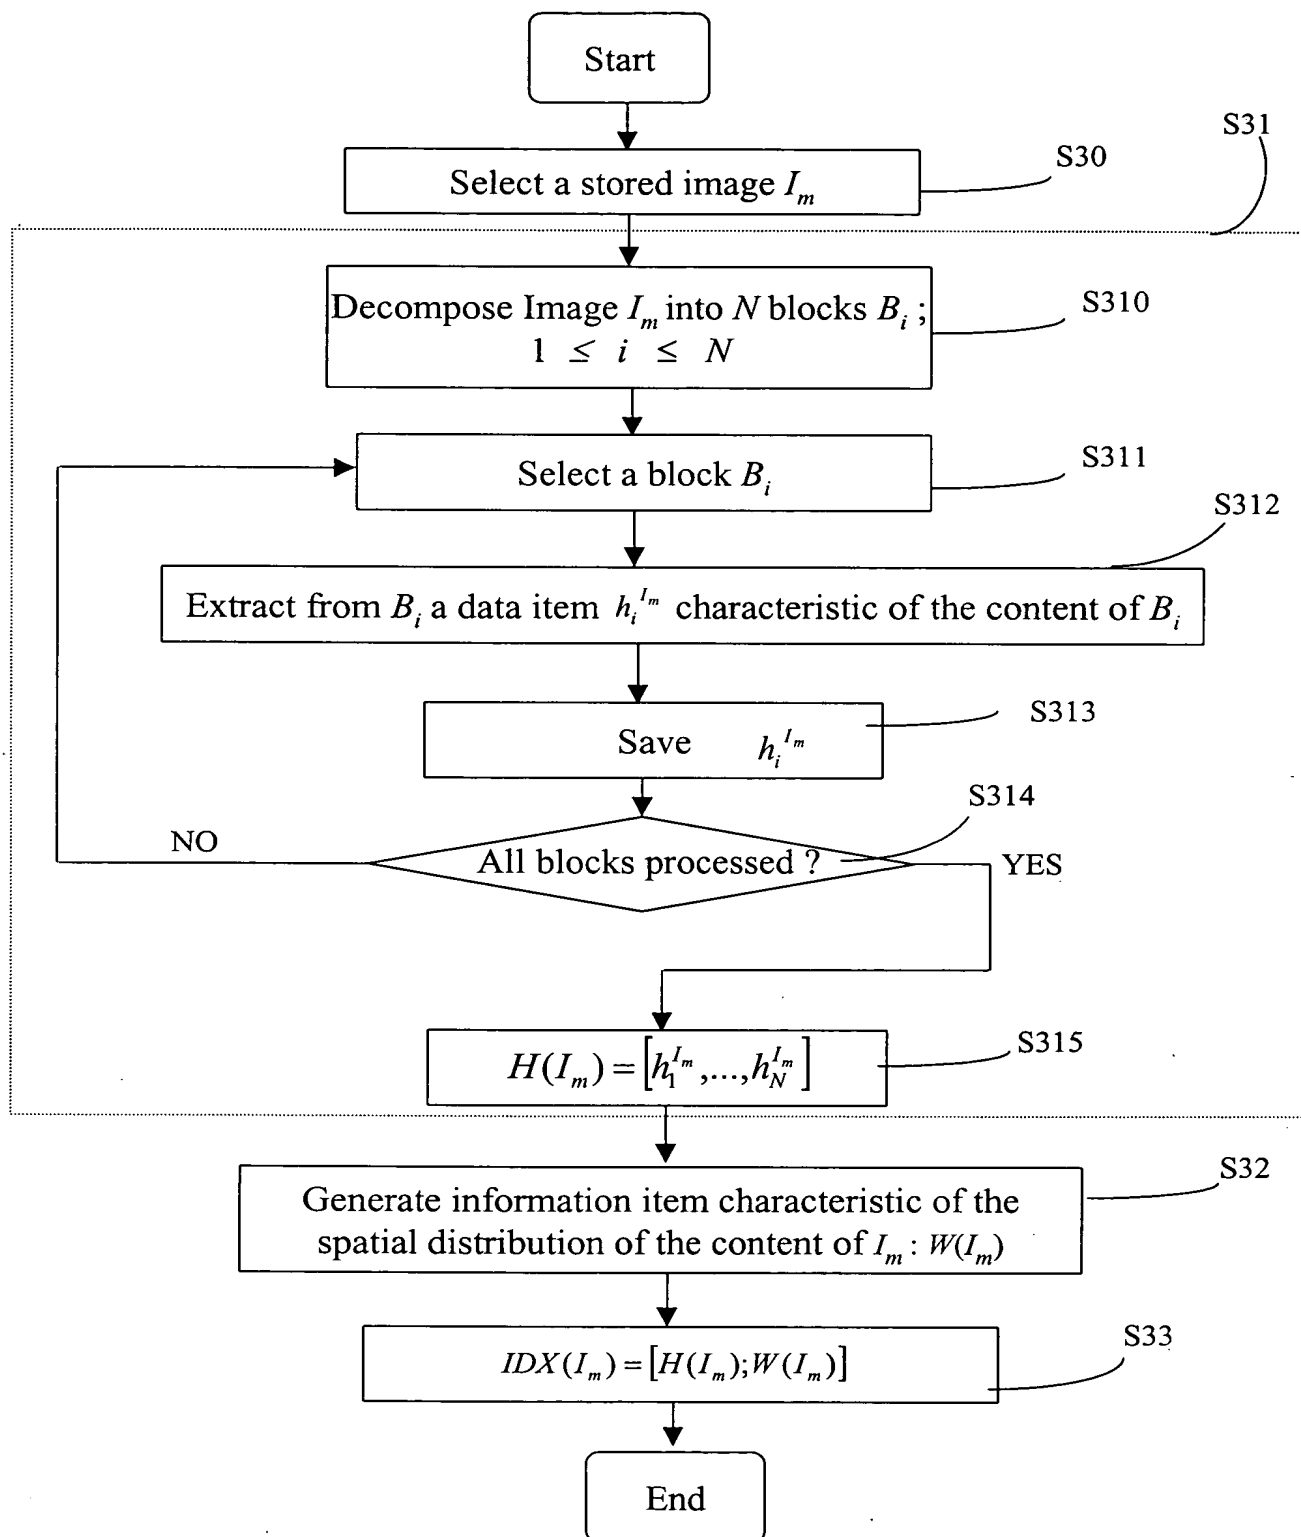 Start
S31
S30
Select a stored image I_m
Decompose Image I_m into N blocks B_i ;
1 ≤ i ≤ N
S310
Select a block B_i
S311
S312
Extract from B_i a data item h_i^{I_m} characteristic of the content of B_i
Save h_i^{I_m}
S313
S314
NO
All blocks processed ?
YES
H(I_m) = [h_1^{I_m},...,h_N^{I_m}]
S315
S32
Generate information item characteristic of the
spatial distribution of the content of I_m : W(I_m)
S33
IDX(I_m) = [H(I_m);W(I_m)]
End